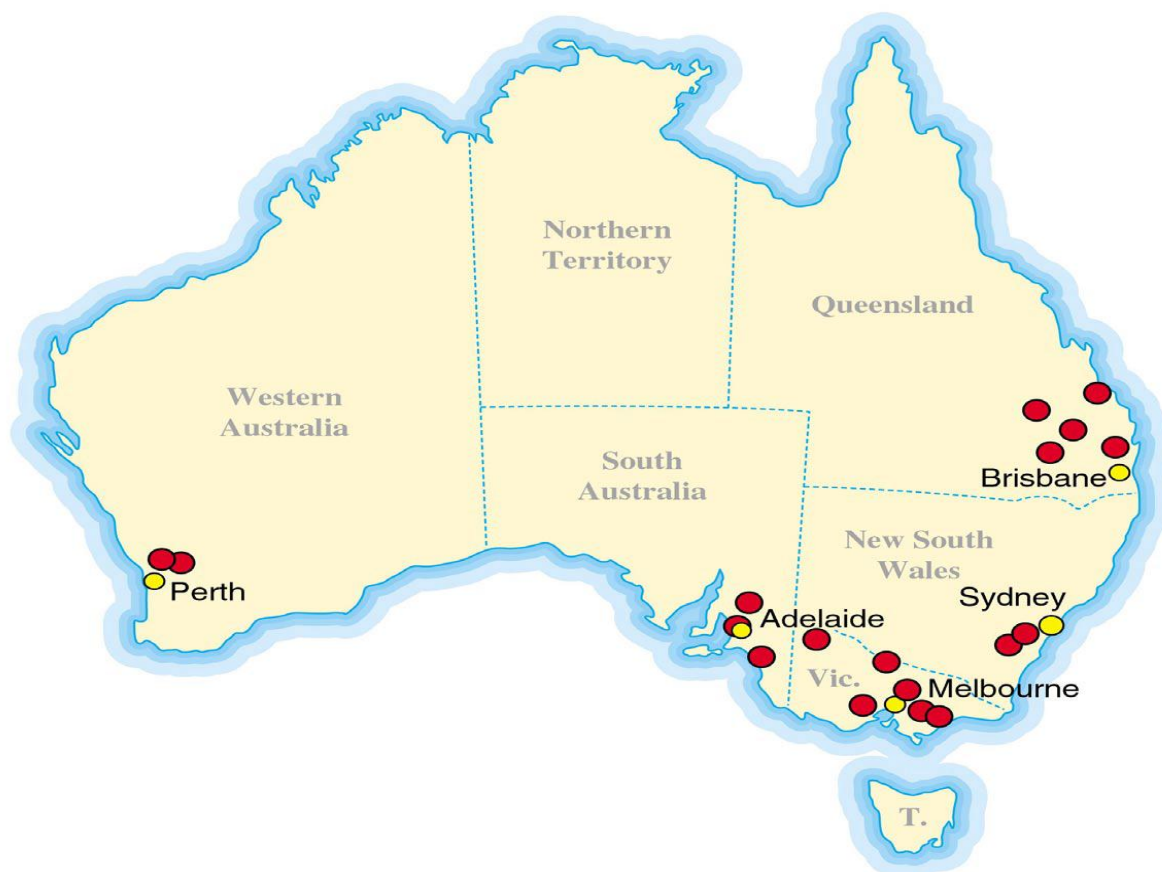 Northern
Territory
Queensland
Western
Australia
South
Australia
Brisbane
New South
Wales
Perth
Sydney
Adelaide
Vic.
Melbourne
T.